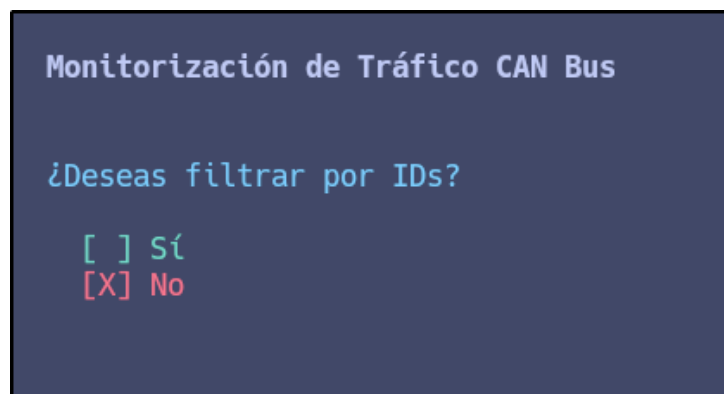 Monitorización de Tráfico CAN Bus
¿Deseas filtrar por IDs?
[ ] Sí
[X] No